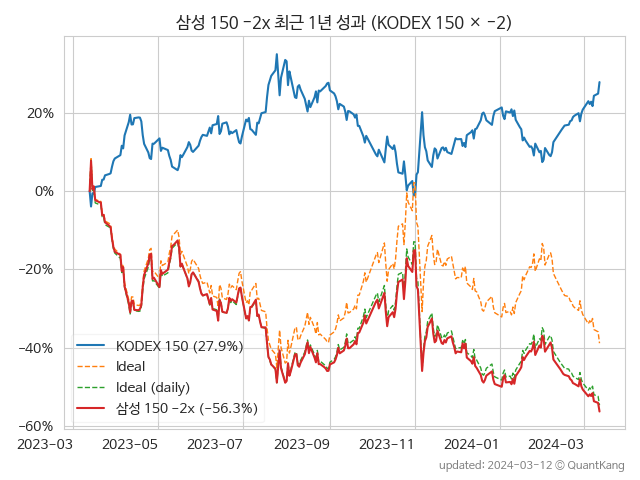 삼성 150 −2x 최근 1년 성과 (KODEX 150 × −2)
20%
0%
−20%
−40%
−60%
KODEX 150 (27.9%)
Ideal
Ideal (daily)
삼성 150 −2x (−56.3%)
2023-03 2023-05 2023-07 2023-09 2023-11 2024-01 2024-03
updated: 2024-03-12 © QuantKang